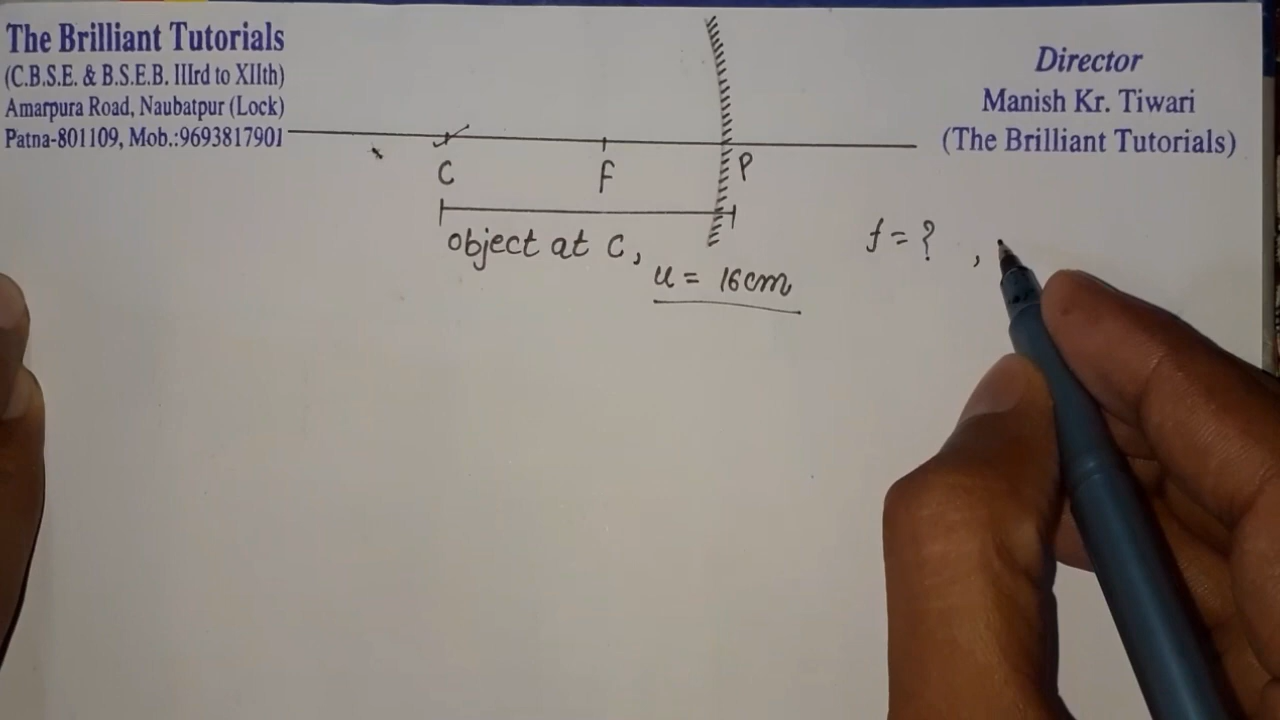 The Brilliant Tutorials
(C.B.S.E. & B.S.E.B. IIIrd to XIIth)
Amarpura Road, Naubatpur (Lock)
Patna-801109, Mob.:9693817901
Director
Manish Kr. Tiwari
(The Brilliant Tutorials)
C F P
object at C, u = 16cm
f = ? ,